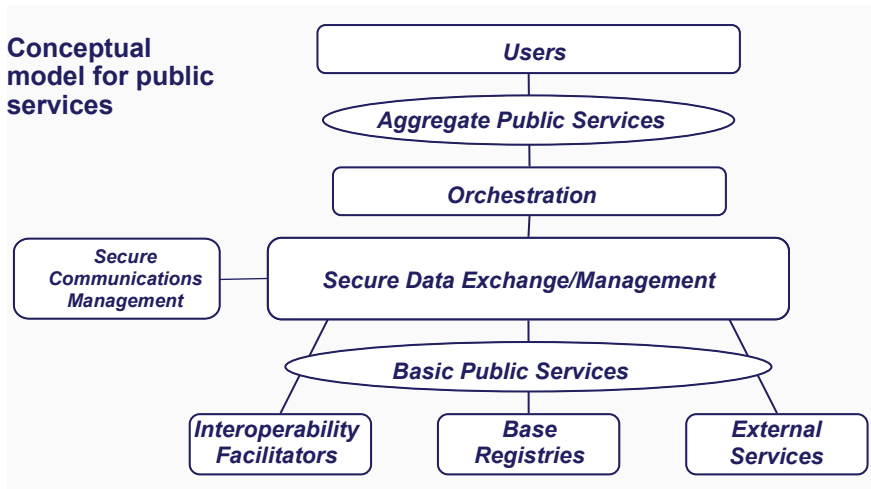 Conceptual
model for public
services
Users
Aggregate Public Services
Orchestration
Secure
Communications
Management
Secure Data Exchange/Management
Basic Public Services
Interoperability
Facilitators
Base
Registries
External
Services